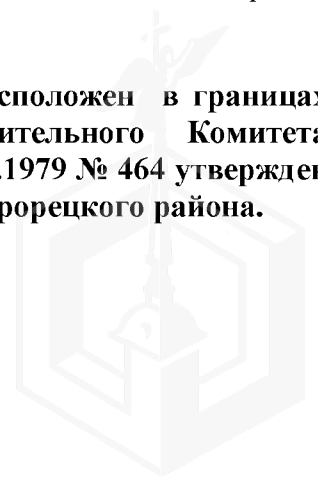 сположен в границах
ительного Комитета
.1979 № 464 утвержден
рорецкого района.